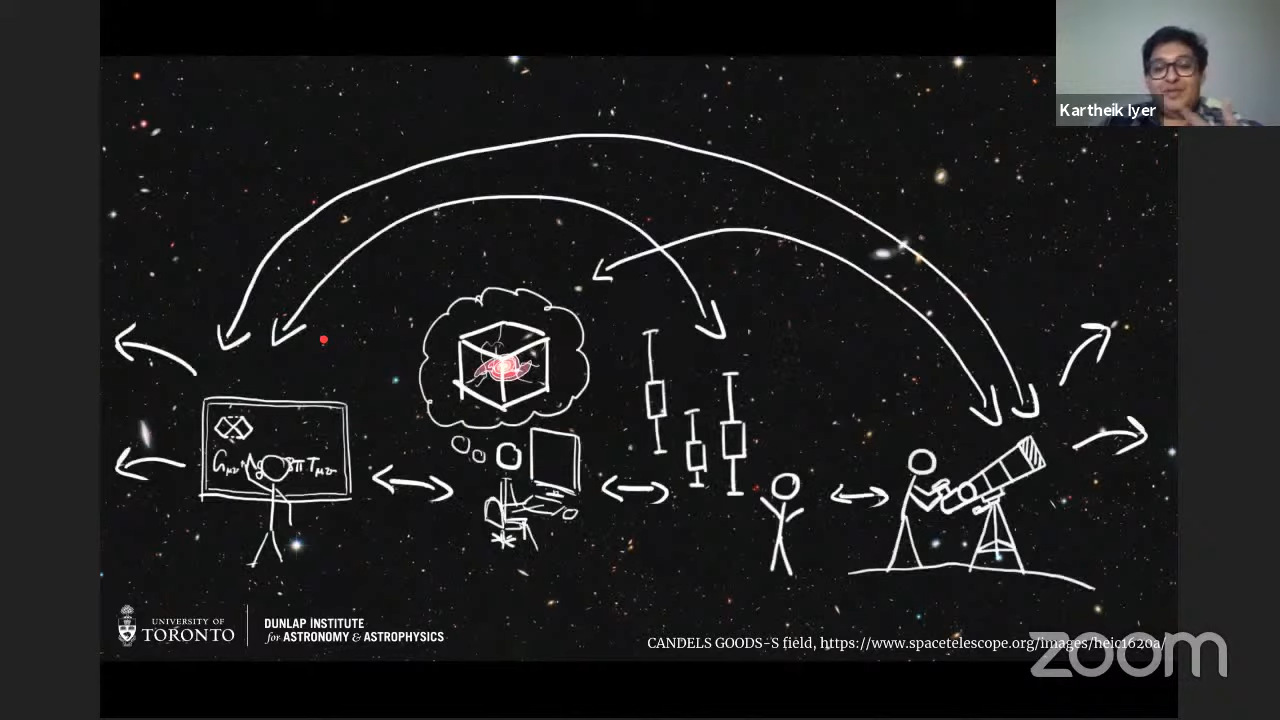 Kartheik Iyer
UNIVERSITY OF
TORONTO
DUNLAP INSTITUTE
for ASTRONOMY & ASTROPHYSICS
CANDELS GOODS-S field, https://www.spacetelescope.org/images/heic1620a/
zoom